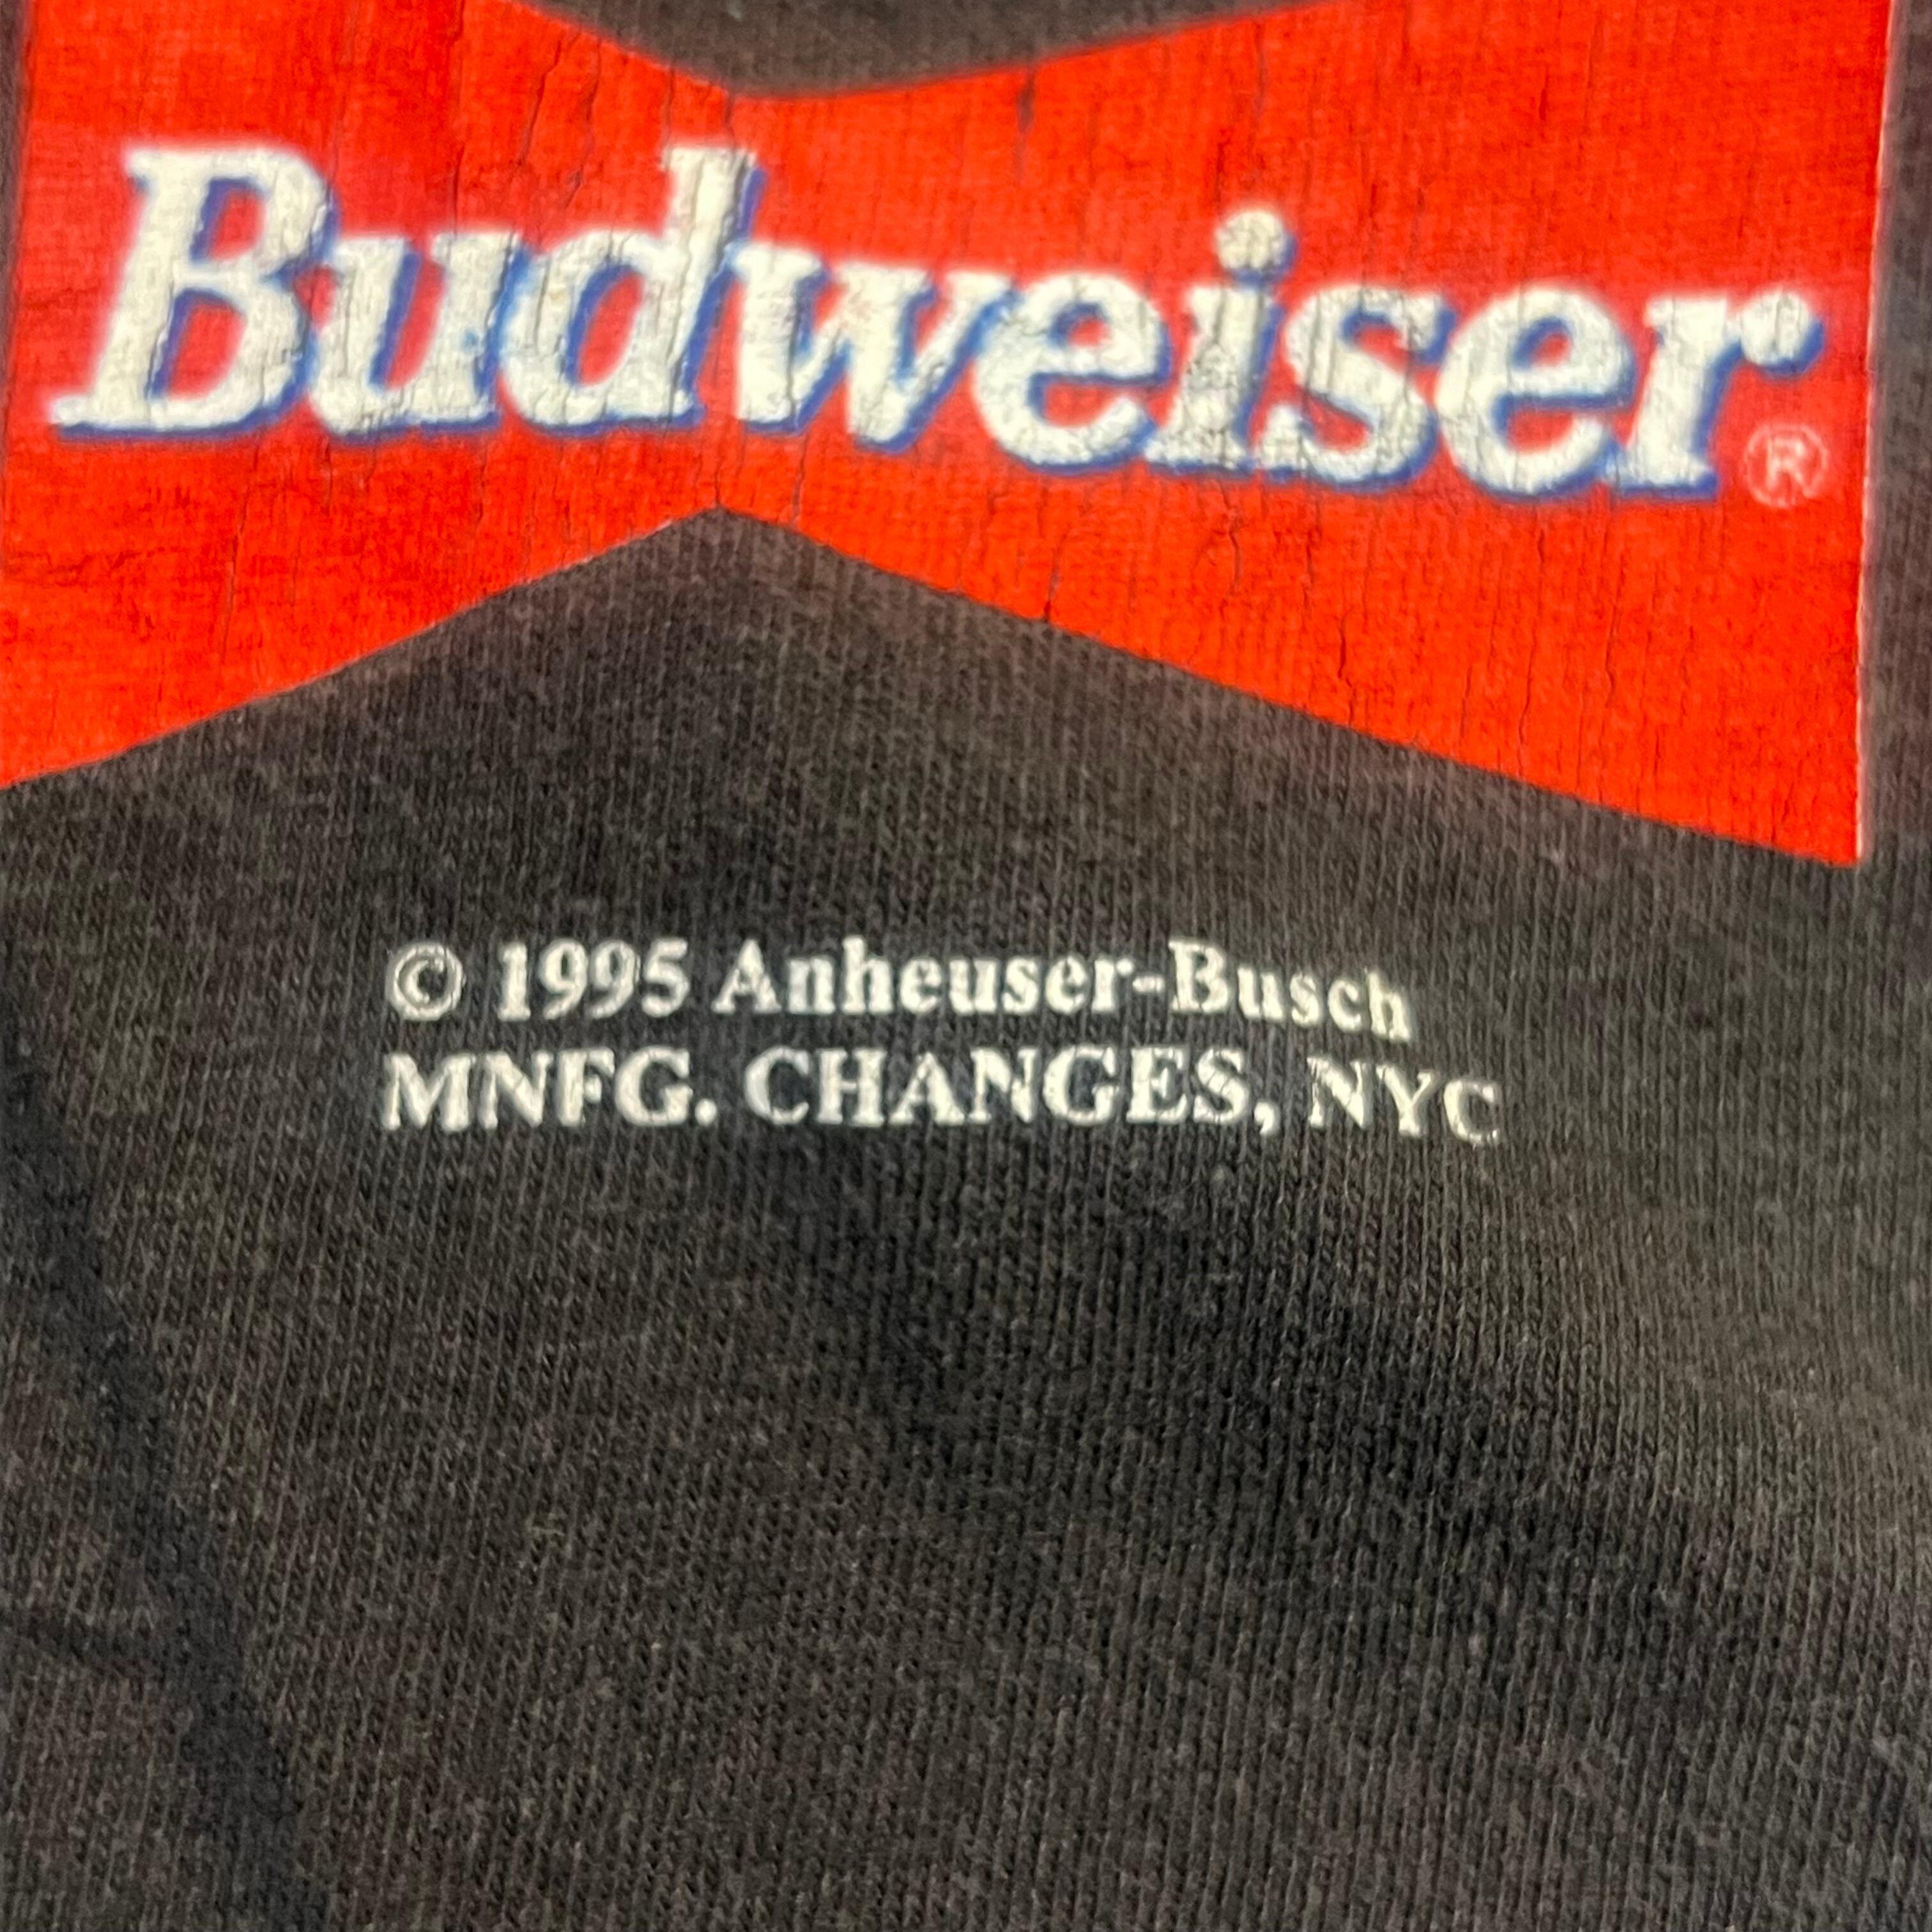 Budweiser®
© 1995 Anheuser-Busch
MNFG. CHANGES, NYC